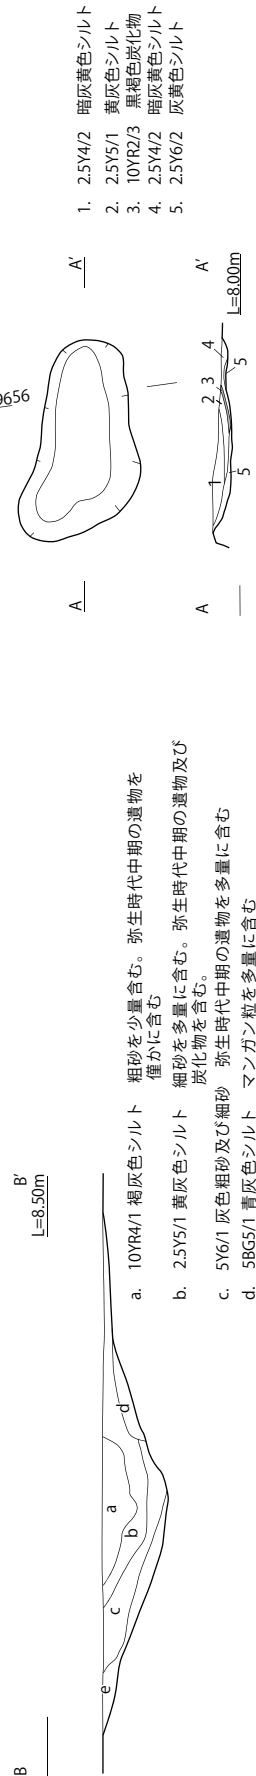 B
B'
L=8.50m
a
b
c
d
e
a. 10YR4/1 褐灰色シルト 粗砂を少量含む。弥生時代中期の遺物を
僅かに含む
b. 2.5Y5/1 黄灰色シルト 細砂を多量に含む。弥生時代中期の遺物及び
炭化物を含む。
c. 5Y6/1 灰色粗砂及び細砂 弥生時代中期の遺物を多量に含む
d. 5BG5/1 青灰色シルト マンガン粒を多量に含む
9656
A
A'
A
A'
L=8.00m
1
2
3
4
5
5
1. 2.5Y4/2 暗灰黄色シルト
2. 2.5Y5/1 黄灰色シルト
3. 10YR2/3 黒褐色炭化物
4. 2.5Y4/2 暗灰黄色シルト
5. 2.5Y6/2 灰黄色シルト